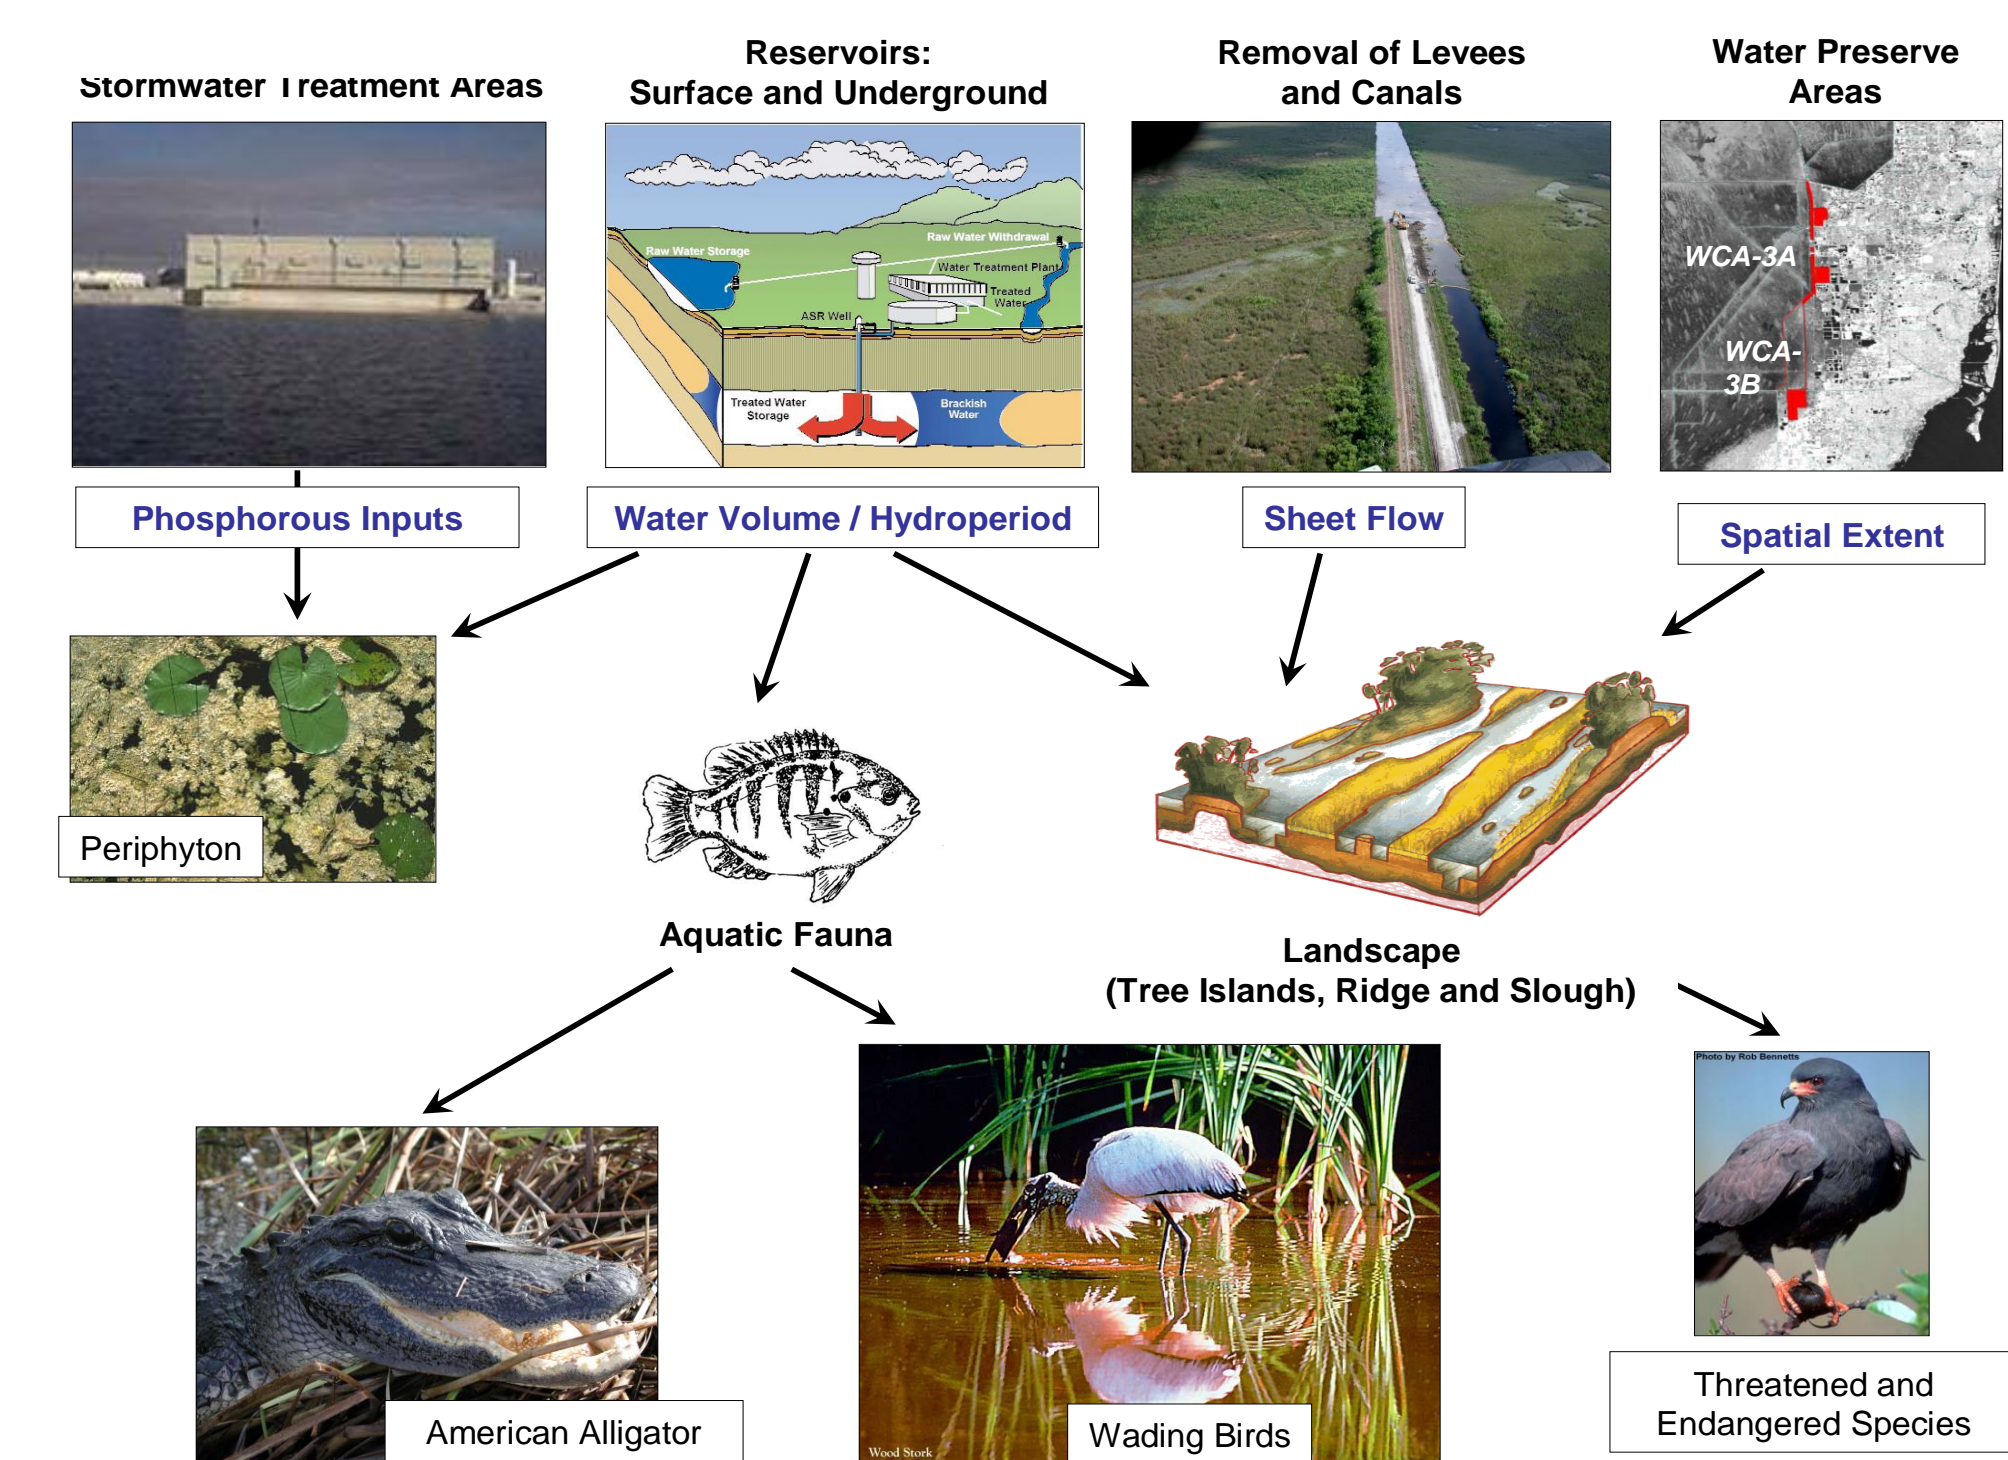 Stormwater Treatment Areas
Reservoirs:
Surface and Underground
Removal of Levees
and Canals
Water Preserve
Areas
Raw Water Storage
Raw Water Withdrawal
Water Treatment Plant
Treated
Water
ASR Well
Treated Water
Storage
Brackish
Water
WCA-3A
WCA-
3B
Phosphorous Inputs
Water Volume / Hydroperiod
Sheet Flow
Spatial Extent
Periphyton
Aquatic Fauna
Landscape
(Tree Islands, Ridge and Slough)
Photo by Rob Bennetts
American Alligator
Wood Stork
Wading Birds
Threatened and
Endangered Species